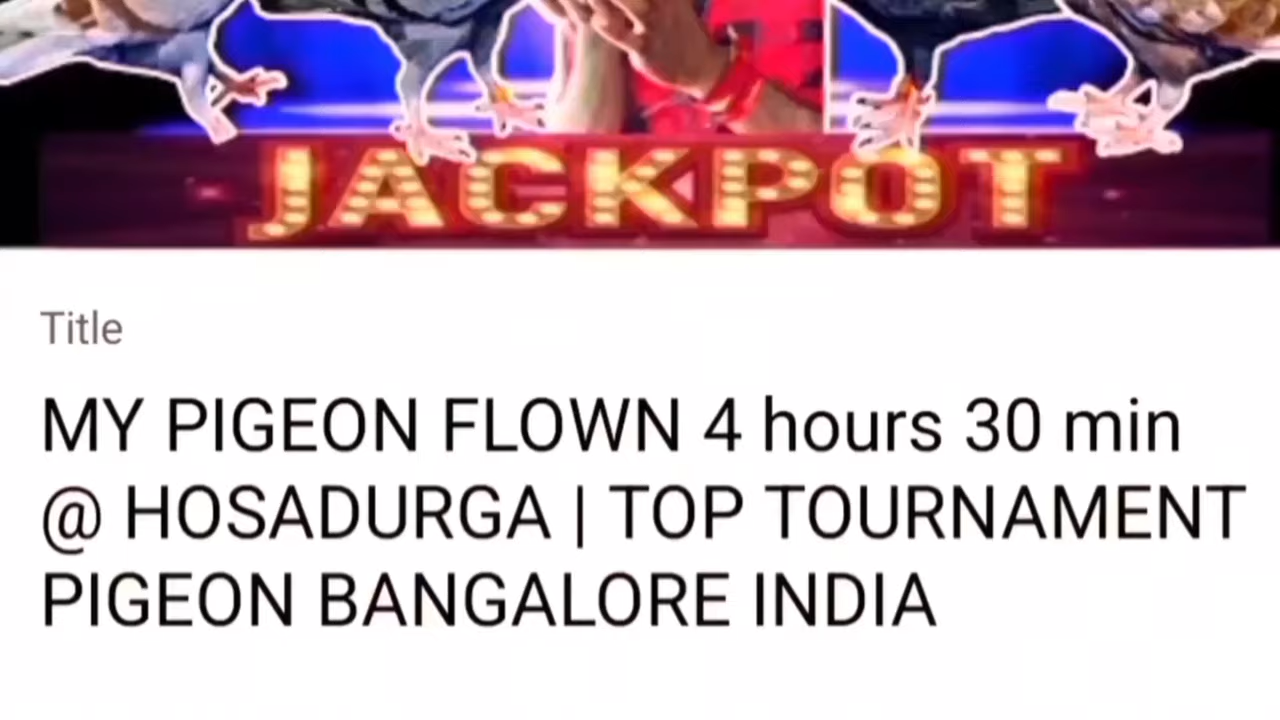 JACKPOT
Title
MY PIGEON FLOWN 4 hours 30 min
@ HOSADURGA | TOP TOURNAMENT
PIGEON BANGALORE INDIA